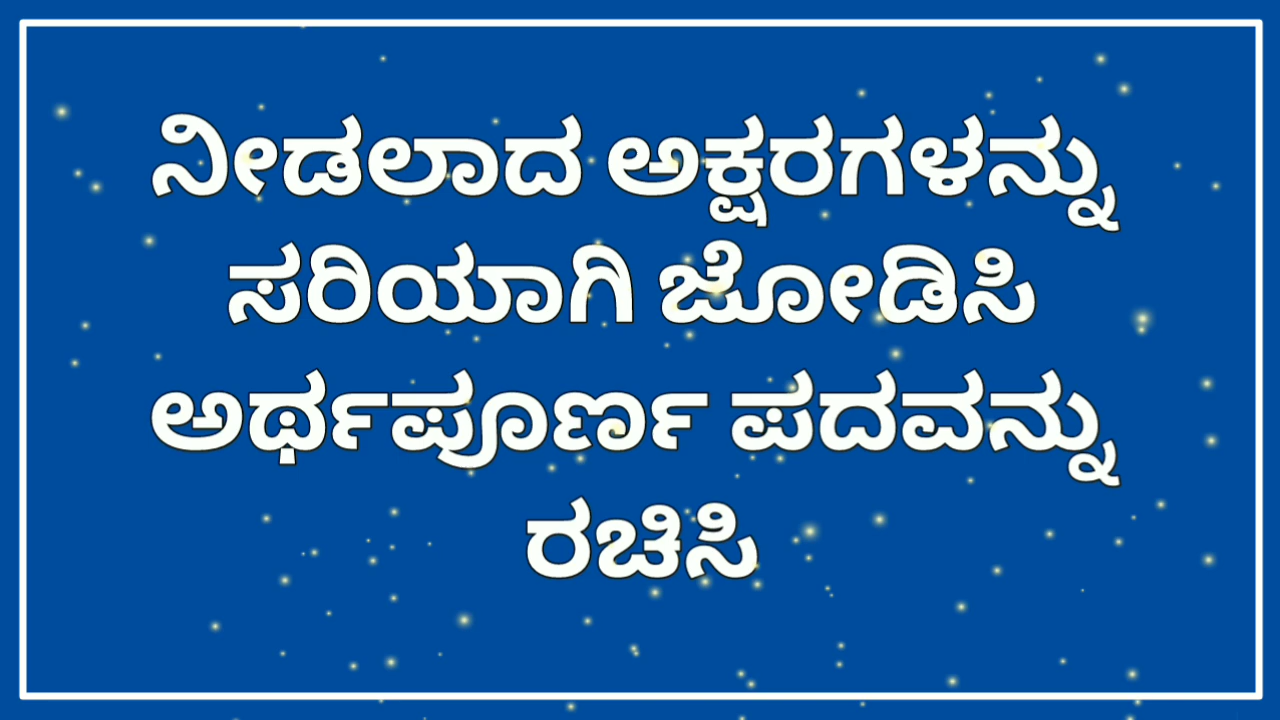 ನೀಡಲಾದ ಅಕ್ಷರಗಳನ್ನು
ಸರಿಯಾಗಿ ಜೋಡಿಸಿ
ಅರ್ಥಪೂರ್ಣ ಪದವನ್ನು
ರಚಿಸಿ